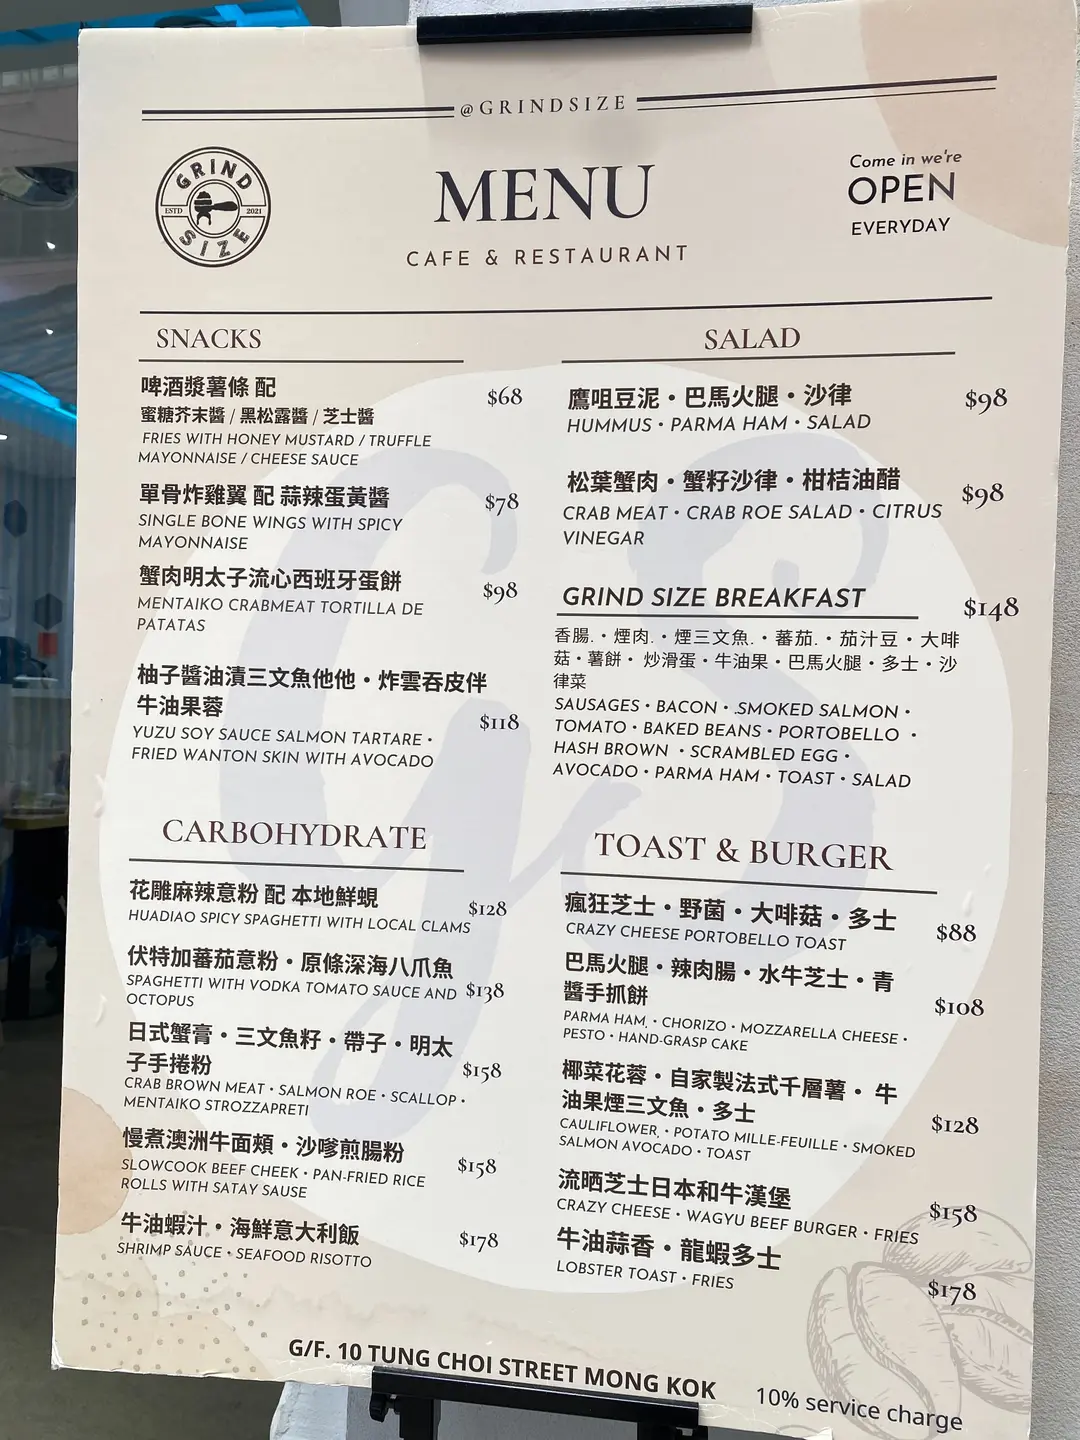 @GRINDSIZE
GRIND
ESTD 2021
SIZE
MENU
CAFE & RESTAURANT
Come in we're
OPEN
EVERYDAY
SNACKS
啤酒漿薯條 配
蜜糖芥末醬 / 黑松露醬 / 芝士醬
$68
FRIES WITH HONEY MUSTARD / TRUFFLE
MAYONNAISE / CHEESE SAUCE
單骨炸雞翼 配 蒜辣蛋黃醬
$78
SINGLE BONE WINGS WITH SPICY
MAYONNAISE
蟹肉明太子流心西班牙蛋餅
$98
MENTAIKO CRABMEAT TORTILLA DE
PATATAS
柚子醬油漬三文魚他他・炸雲吞皮伴
牛油果蓉
$118
YUZU SOY SAUCE SALMON TARTARE •
FRIED WANTON SKIN WITH AVOCADO
SALAD
鷹咀豆泥・巴馬火腿・沙律
$98
HUMMUS • PARMA HAM • SALAD
松葉蟹肉・蟹籽沙律・柑桔油醋
$98
CRAB MEAT • CRAB ROE SALAD • CITRUS
VINEGAR
GRIND SIZE BREAKFAST
$148
香腸.・煙肉.・煙三文魚.・蕃茄.・茄汁豆・大啡
菇・薯餅・ 炒滑蛋・牛油果・巴馬火腿・多士・沙
律菜
SAUSAGES • BACON • .SMOKED SALMON •
TOMATO • BAKED BEANS • PORTOBELLO •
HASH BROWN • SCRAMBLED EGG •
AVOCADO • PARMA HAM • TOAST • SALAD
CARBOHYDRATE
花雕麻辣意粉 配 本地鮮蜆
$128
HUADIAO SPICY SPAGHETTI WITH LOCAL CLAMS
伏特加蕃茄意粉・原條深海八爪魚
SPAGHETTI WITH VODKA TOMATO SAUCE AND $138
OCTOPUS
日式蟹膏・三文魚籽・帶子・明太
子手捲粉
$158
CRAB BROWN MEAT • SALMON ROE • SCALLOP •
MENTAIKO STROZZAPRETI
慢煮澳洲牛面頰・沙嗲煎腸粉
$158
SLOWCOOK BEEF CHEEK • PAN-FRIED RICE
ROLLS WITH SATAY SAUSE
牛油蝦汁・海鮮意大利飯
$178
SHRIMP SAUCE • SEAFOOD RISOTTO
TOAST & BURGER
瘋狂芝士・野菌・大啡菇・多士
$88
CRAZY CHEESE PORTOBELLO TOAST
巴馬火腿・辣肉腸・水牛芝士・青
醬手抓餅
$108
PARMA HAM. • CHORIZO • MOZZARELLA CHEESE •
PESTO • HAND-GRASP CAKE
椰菜花蓉・自家製法式千層薯・ 牛
油果煙三文魚・多士
$128
CAULIFLOWER. • POTATO MILLE-FEUILLE • SMOKED
SALMON AVOCADO • TOAST
流晒芝士日本和牛漢堡
$158
CRAZY CHEESE • WAGYU BEEF BURGER • FRIES
牛油蒜香・龍蝦多士
$178
LOBSTER TOAST • FRIES
G/F. 10 TUNG CHOI STREET MONG KOK
10% service charge